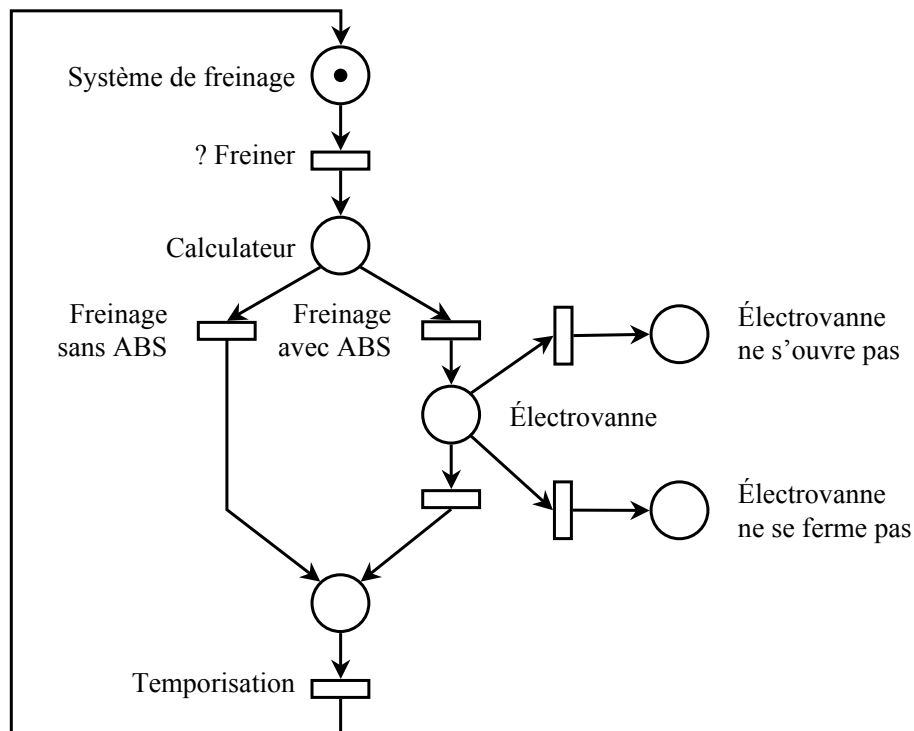 Système de freinage
? Freiner
Calculateur
Freinage
sans ABS
Freinage
avec ABS
Électrovanne
ne s’ouvre pas
Électrovanne
Électrovanne
ne se ferme pas
Temporisation